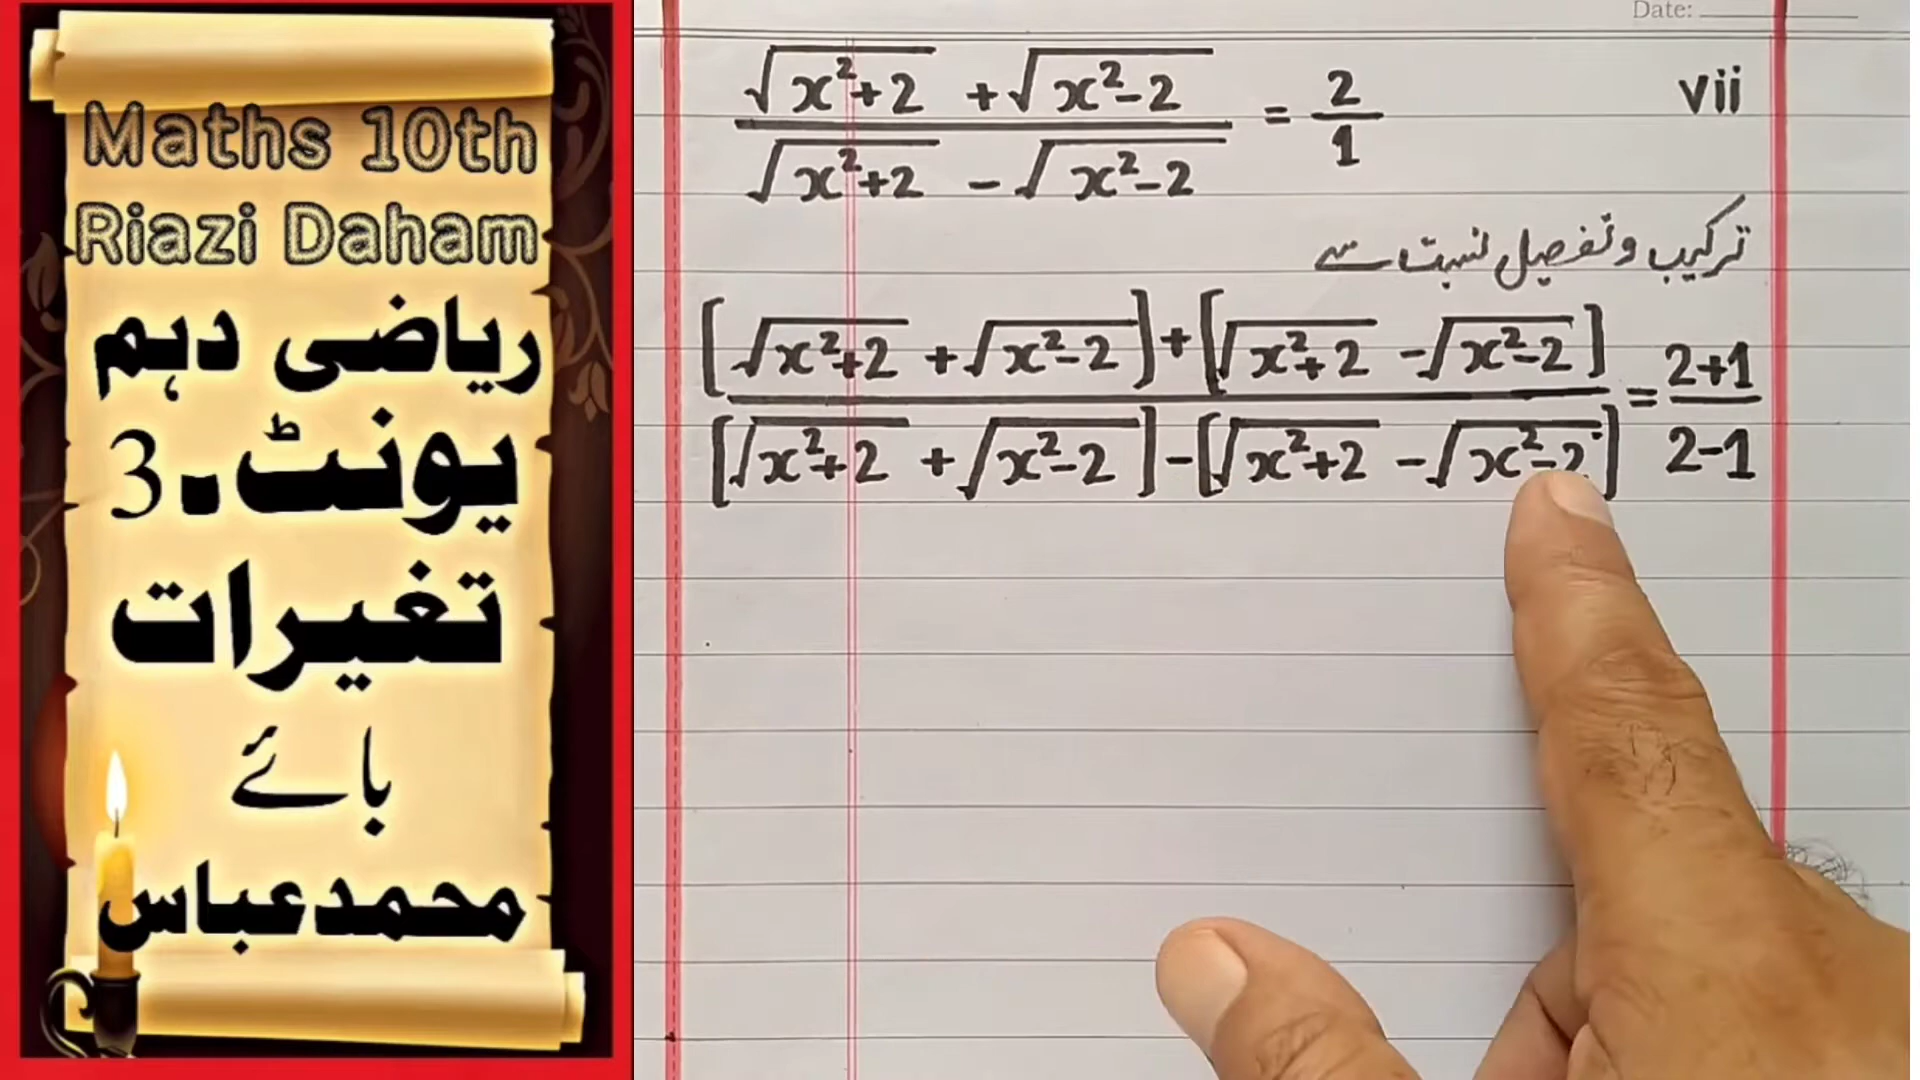 Maths 10th
Riazi Daham
ریاضی دہم
یونٹ.3
تغیرات
بائے
محمدعباس
Date:
vii
(√(x²+2) + √(x²-2)) / (√(x²+2) - √(x²-2)) = 2/1
ترکیب و تفصیل نسبت سے
([√(x²+2) + √(x²-2)] + [√(x²+2) - √(x²-2)]) / ([√(x²+2) + √(x²-2)] - [√(x²+2) - √(x²-2)]) = (2+1)/(2-1)